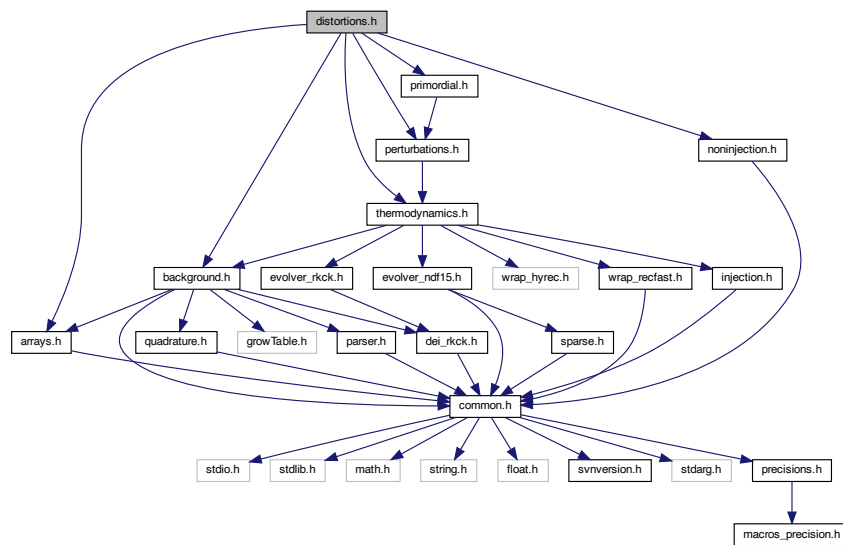 distortions.h
primordial.h
perturbations.h
noninjection.h
thermodynamics.h
background.h
evolver_rkck.h
evolver_ndf15.h
wrap_hyrec.h
wrap_recfast.h
injection.h
arrays.h
quadrature.h
growTable.h
parser.h
dei_rkck.h
sparse.h
common.h
stdio.h
stdlib.h
math.h
string.h
float.h
svnversion.h
stdarg.h
precisions.h
macros_precision.h